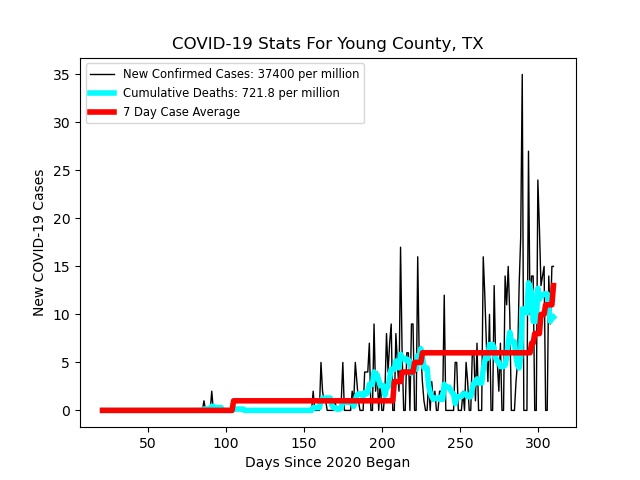 COVID-19 Stats For Young County, TX
New Confirmed Cases: 37400 per million
Cumulative Deaths: 721.8 per million
7 Day Case Average
New COVID-19 Cases
35
30
25
20
15
10
5
0
50
100
150
200
250
300
Days Since 2020 Began